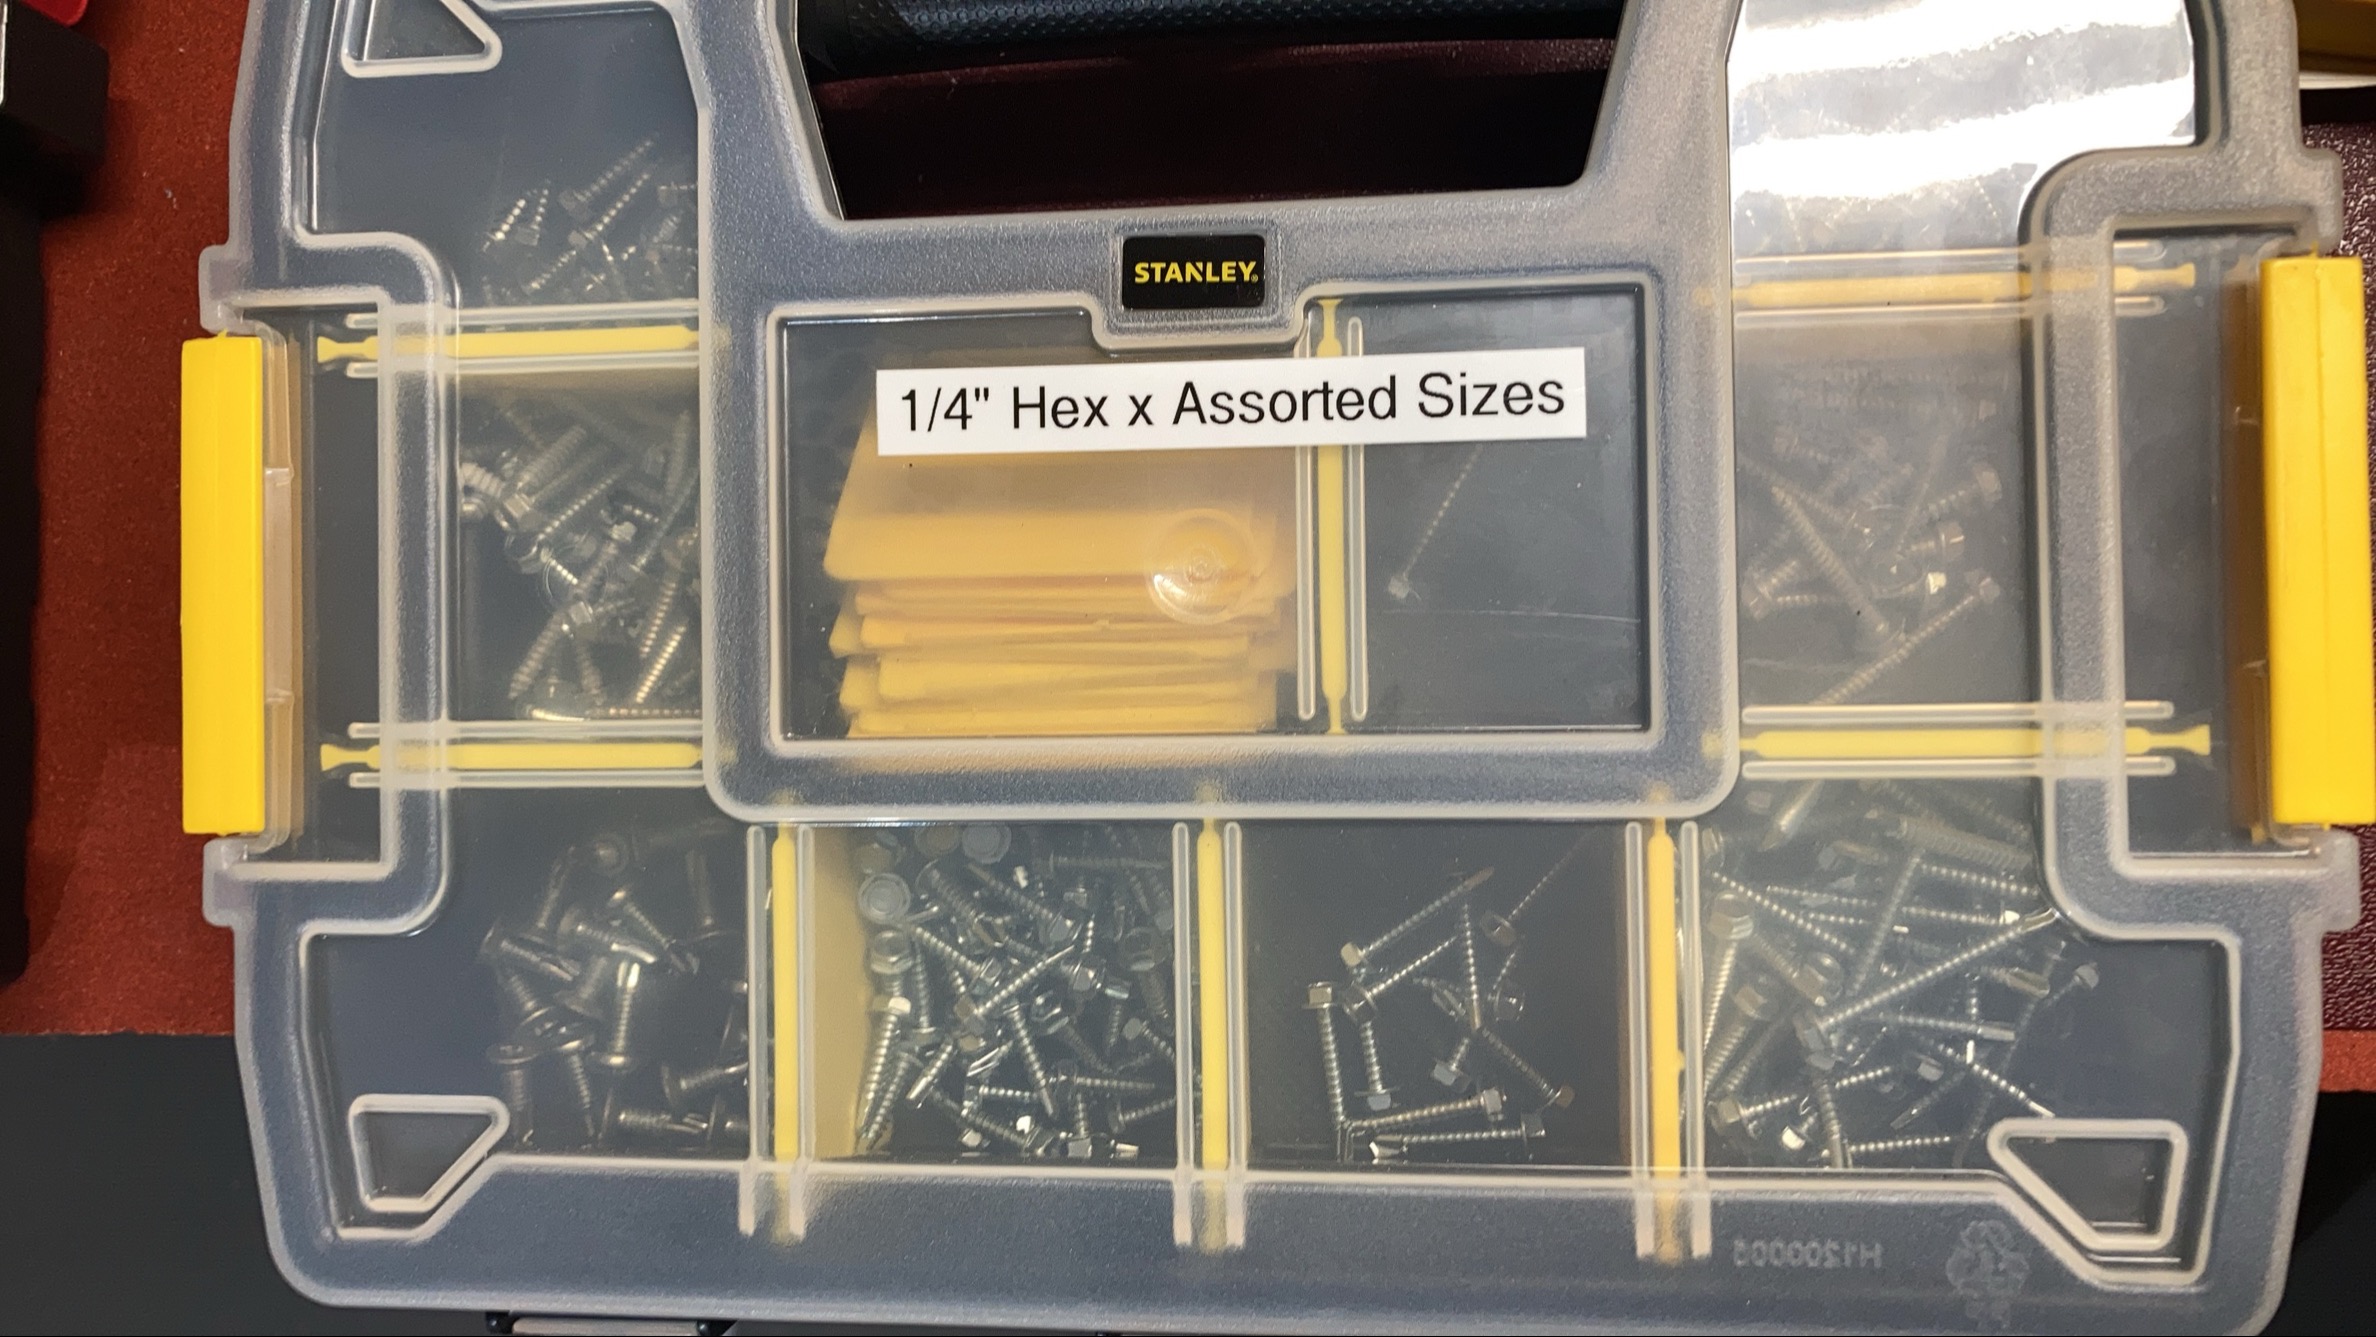 STANLEY®
1/4" Hex x Assorted Sizes